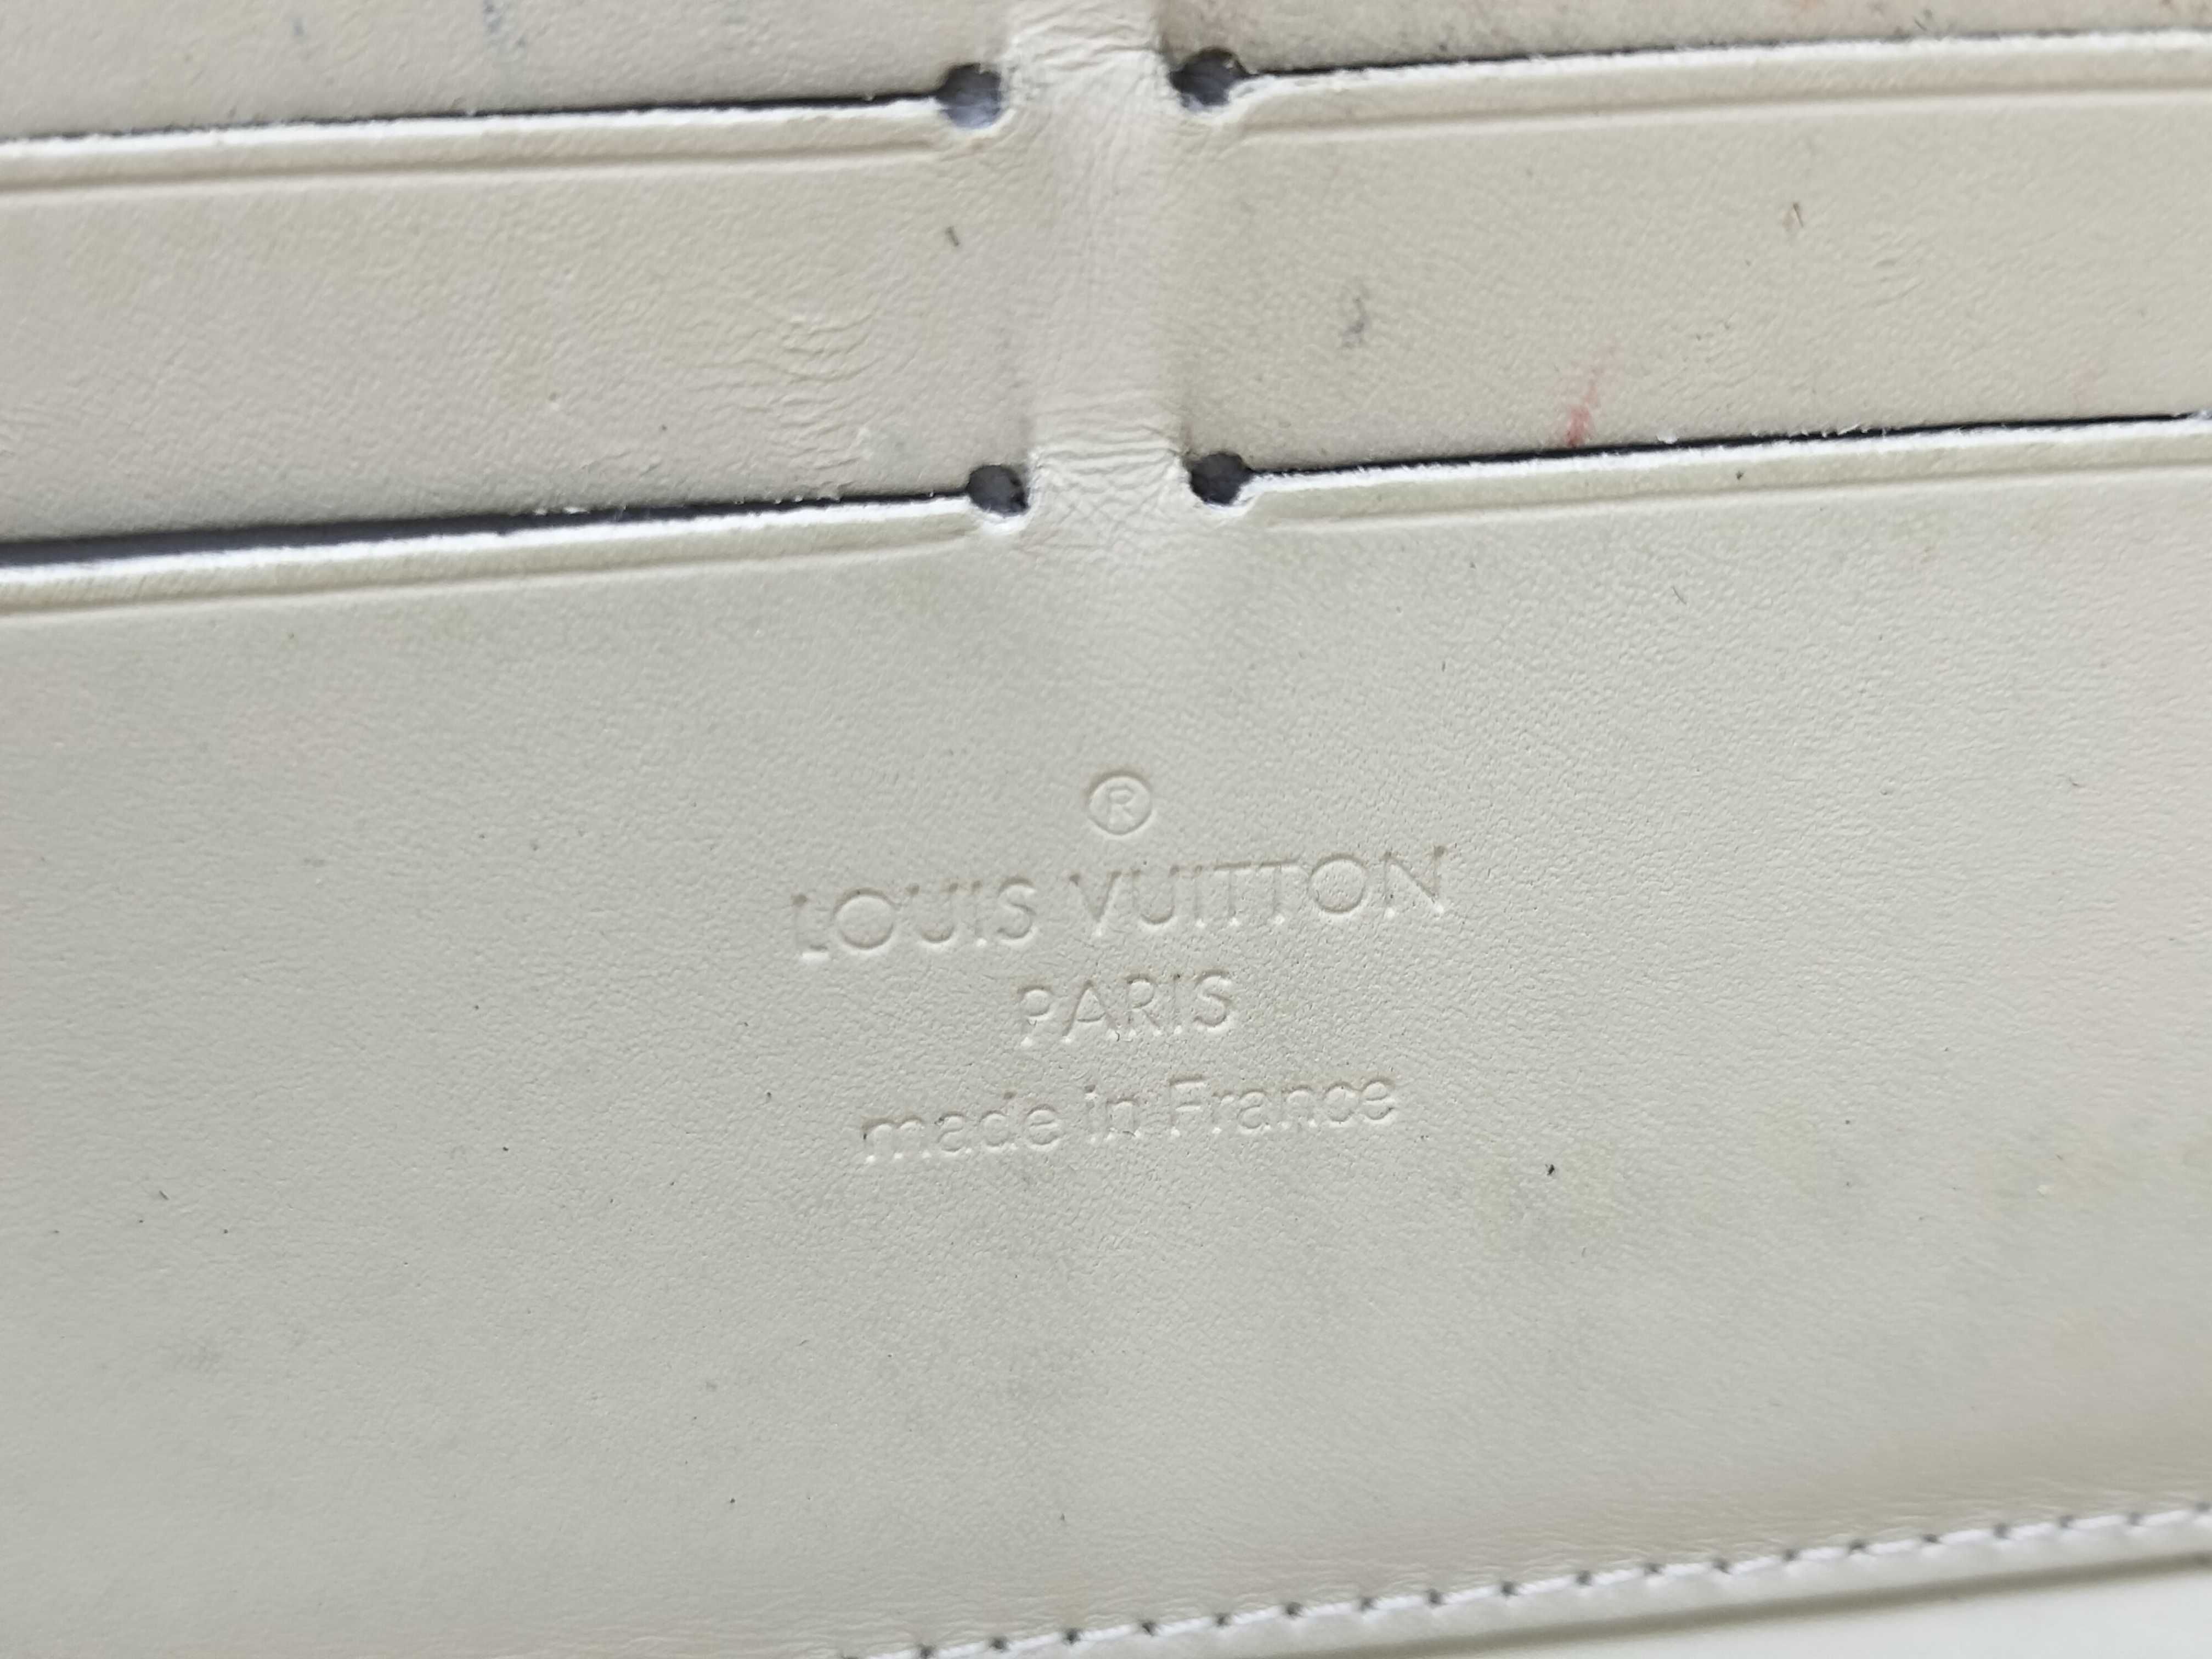 ®
LOUIS VUITTON
PARIS
made in France